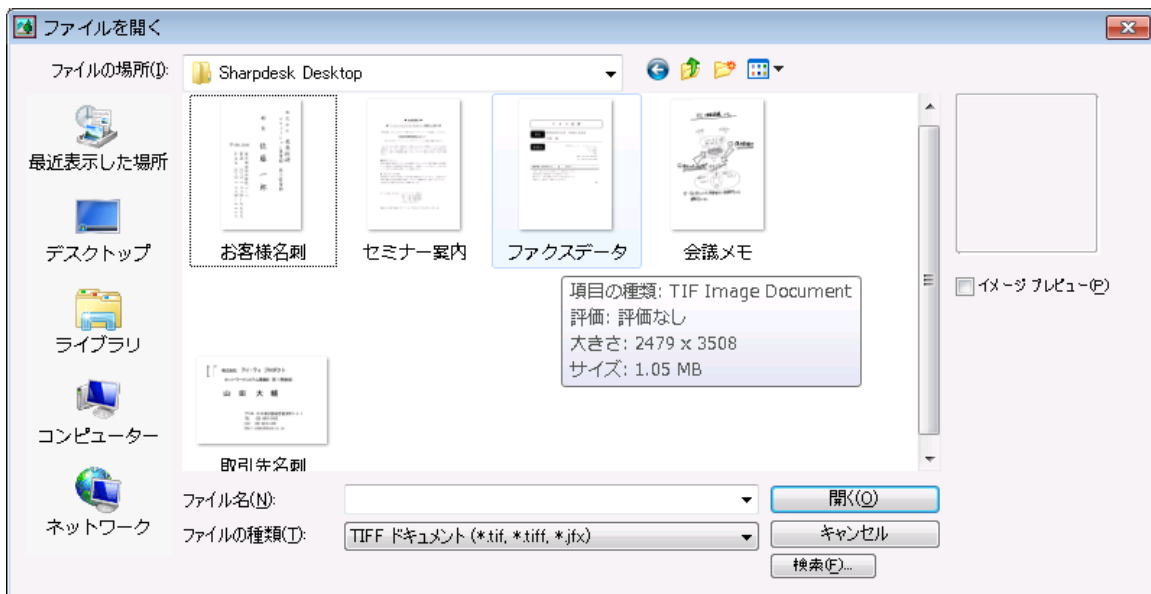 ファイルを開く
ファイルの場所(I):
Sharpdesk Desktop
最近表示した場所
デスクトップ
ライブラリ
コンピューター
ネットワーク
お客様名刺
セミナー案内
ファクスデータ
会議メモ
項目の種類: TIF Image Document
評価: 評価なし
大きさ: 2479 x 3508
サイズ: 1.05 MB
山田 大輔
取引先名刺
イメージ プレビュー(P)
ファイル名(N):
開く(O)
ファイルの種類(T):
TIFF ドキュメント (*.tif, *.tiff, *.jfx)
キャンセル
検索(F)...